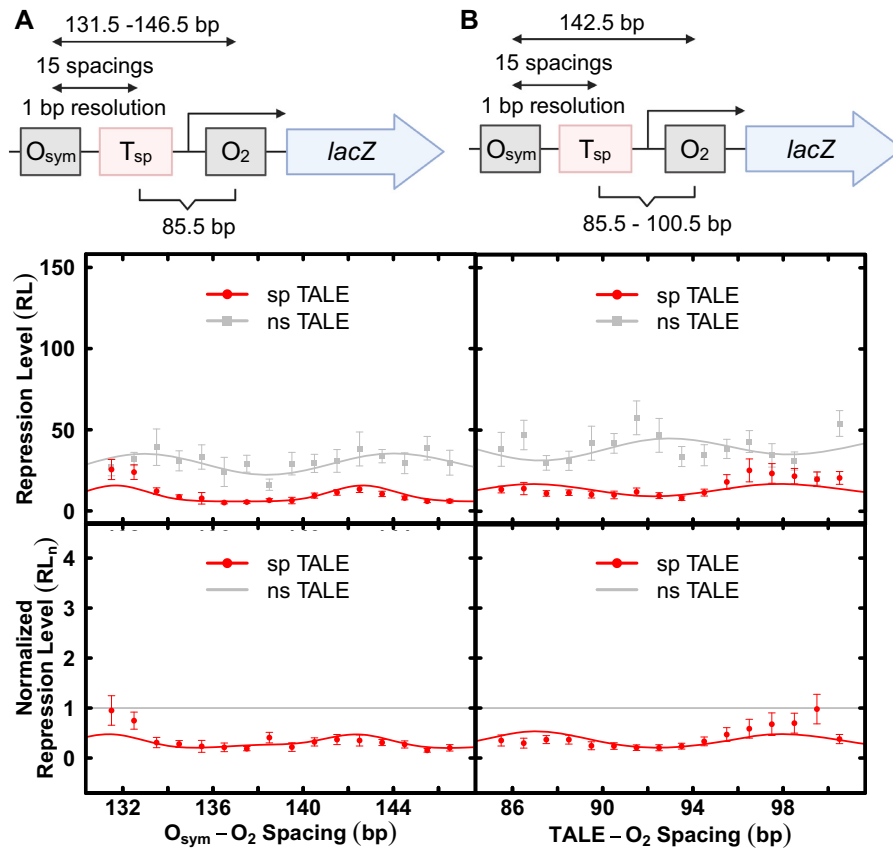 A
131.5 -146.5 bp
15 spacings
1 bp resolution
Osym
Tsp
O2
lacZ
85.5 bp
B
142.5 bp
15 spacings
1 bp resolution
Osym
Tsp
O2
lacZ
85.5 - 100.5 bp
Repression Level (RL)
150
100
50
0
sp TALE
ns TALE
sp TALE
ns TALE
Normalized
Repression Level (RLn)
4
3
2
1
0
sp TALE
ns TALE
sp TALE
ns TALE
132 136 140 144
86 90 94 98
Osym – O2 Spacing (bp)
TALE – O2 Spacing (bp)